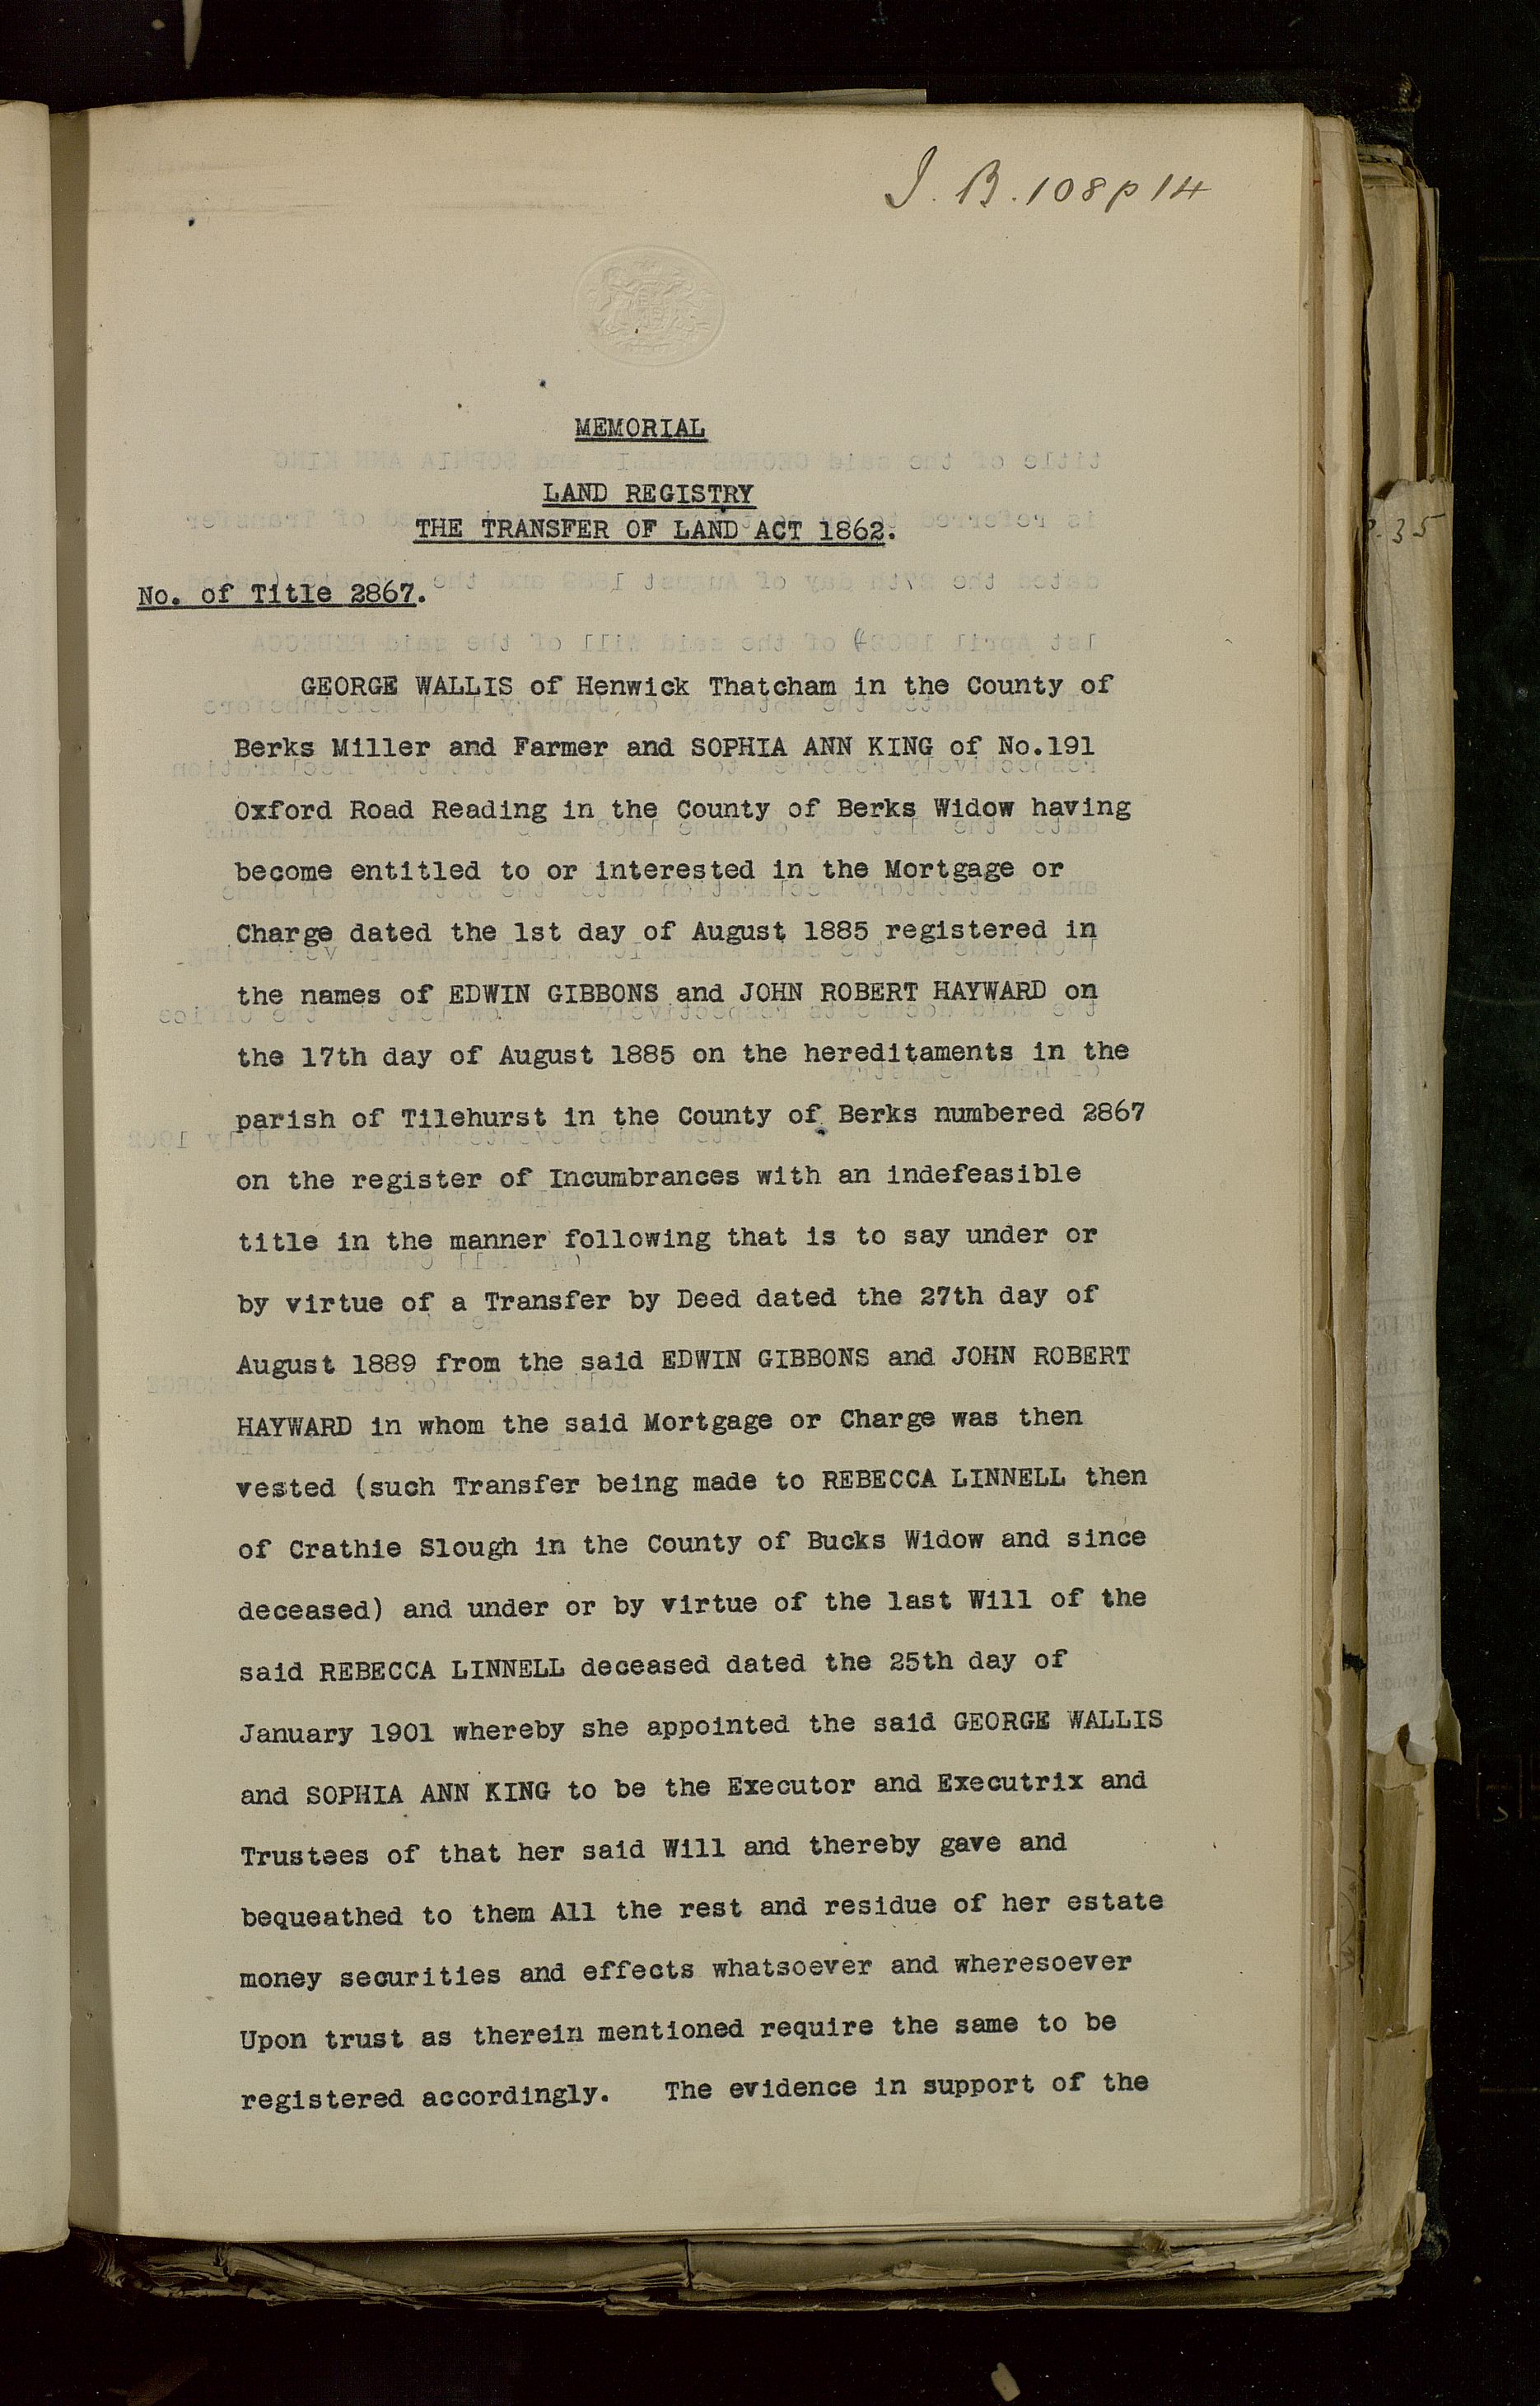 I. B. 108 p 14
MEMORIAL
LAND REGISTRY
THE TRANSFER OF LAND ACT 1862.
No. of Title 2867.
GEORGE WALLIS of Henwick Thatcham in the County of
Berks Miller and Farmer and SOPHIA ANN KING of No.191
Oxford Road Reading in the County of Berks Widow having
become entitled to or interested in the Mortgage or
Charge dated the 1st day of August 1885 registered in
the names of EDWIN GIBBONS and JOHN ROBERT HAYWARD on
the 17th day of August 1885 on the hereditaments in the
parish of Tilehurst in the County of Berks numbered 2867
on the register of Incumbrances with an indefeasible
title in the manner following that is to say under or
by virtue of a Transfer by Deed dated the 27th day of
August 1889 from the said EDWIN GIBBONS and JOHN ROBERT
HAYWARD in whom the said Mortgage or Charge was then
vested (such Transfer being made to REBECCA LINNELL then
of Crathie Slough in the County of Bucks Widow and since
deceased) and under or by virtue of the last Will of the
said REBECCA LINNELL deceased dated the 25th day of
January 1901 whereby she appointed the said GEORGE WALLIS
and SOPHIA ANN KING to be the Executor and Executrix and
Trustees of that her said Will and thereby gave and
bequeathed to them All the rest and residue of her estate
money securities and effects whatsoever and wheresoever
Upon trust as therein mentioned require the same to be
registered accordingly. The evidence in support of the